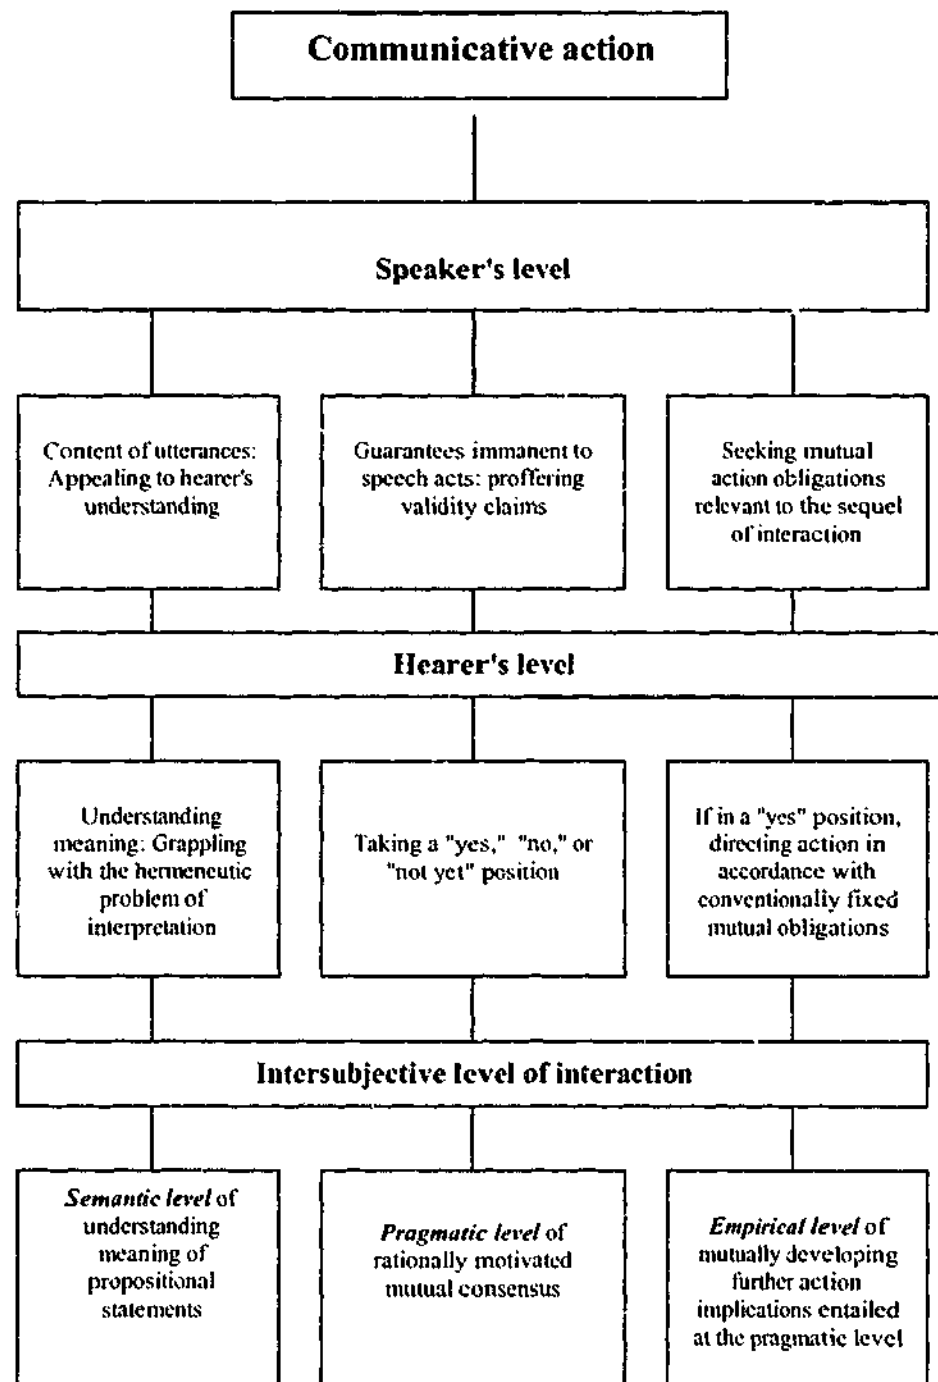 Communicative action
Speaker's level
Content of utterances:
Appealing to hearer's
understanding
Guarantees immanent to
speech acts: proffering
validity claims
Seeking mutual
action obligations
relevant to the sequel
of interaction
Hearer's level
Understanding
meaning: Grappling
with the hermeneutic
problem of
interpretation
Taking a "yes," "no," or
"not yet" position
If in a "yes" position,
directing action in
accordance with
conventionally fixed
mutual obligations
Intersubjective level of interaction
Semantic level of
understanding
meaning of
propositional
statements
Pragmatic level of
rationally motivated
mutual consensus
Empirical level of
mutually developing
further action
implications entailed
at the pragmatic level